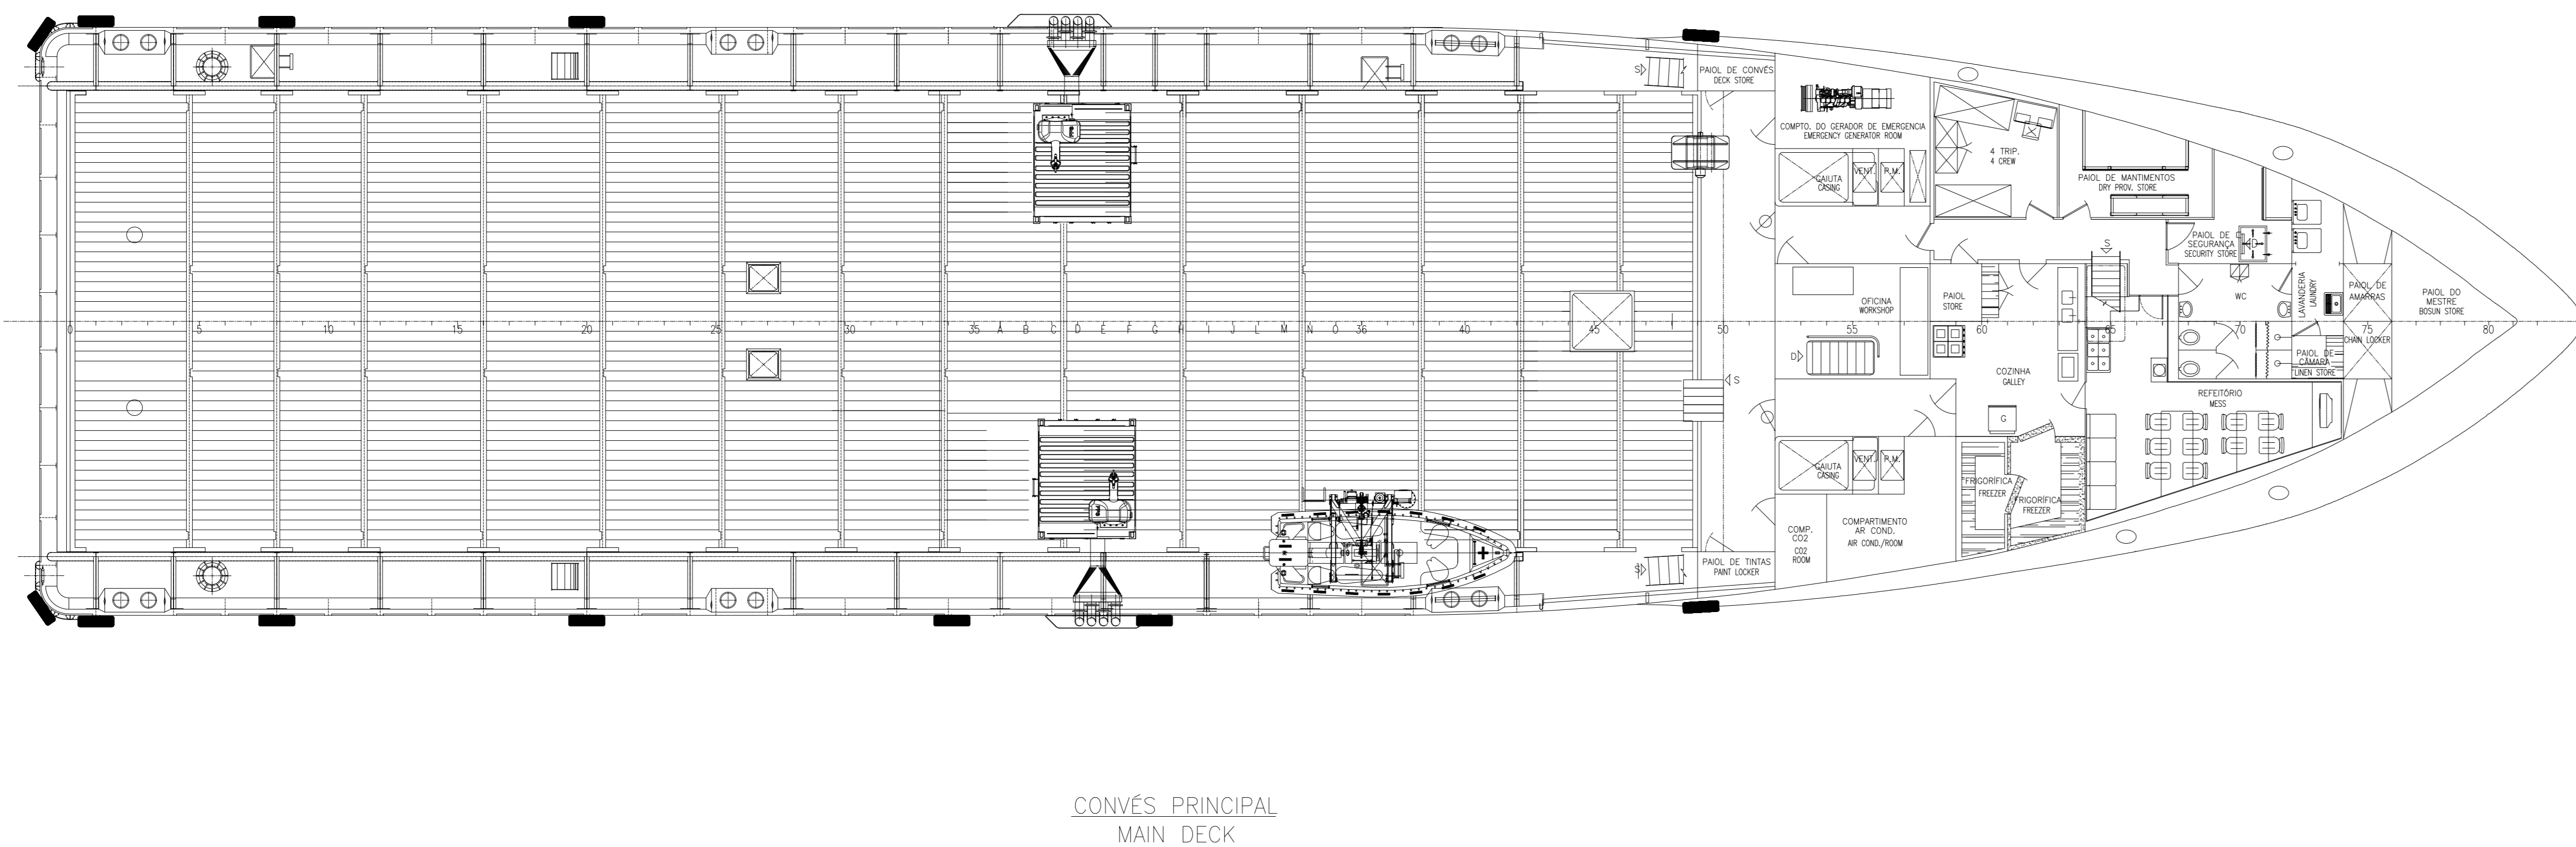 S
PAIOL DE CONVÉS
DECK STORE
COMPTO. DO GERADOR DE EMERGENCIA
EMERGENCY GENERATOR ROOM
4 TRIP.
4 CREW
GAIUTA
CASING
VENT.
R.M.
PAIOL DE MANTIMENTOS
DRY PROV. STORE
PAIOL DE
SEGURANÇA
SECURITY STORE
S
WC
LAVANDERIA
LAUNDRY
PAIOL DE
AMARRAS
PAIOL DO
MESTRE
BOSUN STORE
OFICINA
WORKSHOP
PAIOL
STORE
0 5 10 15 20 25 30 35 A B C D E F G H I J L M N O 36 40 45 50 55 60 65 70 75 80
CHAIN LOCKER
PAIOL DE
CÂMARA
LINEN STORE
D
S
COZINHA
GALLEY
REFEITÓRIO
MESS
G
GAIUTA
CASING
VENT.
R.M.
FRIGORÍFICA
FREEZER
FRIGORÍFICA
FREEZER
COMP.
CO2
CO2
ROOM
COMPARTIMENTO
AR COND.
AIR COND./ROOM
S
PAIOL DE TINTAS
PAINT LOCKER
CONVÉS PRINCIPAL
MAIN DECK